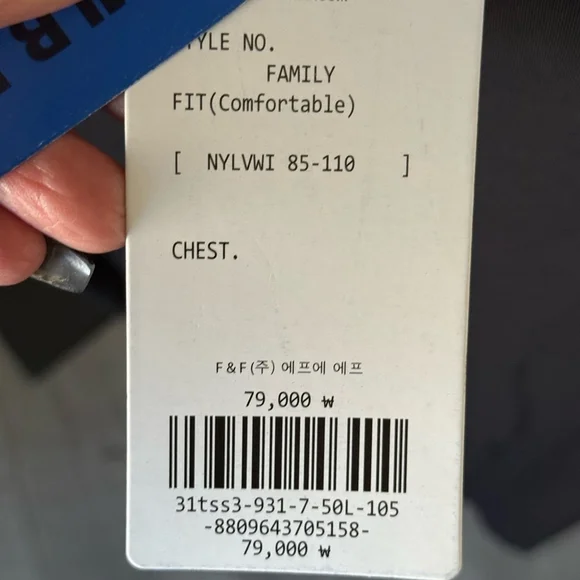 STYLE NO.
FAMILY
FIT(Comfortable)
[ NYLVWI 85-110 ]
CHEST.
F&F(주) 에프에 에프
79,000 ₩
31tss3-931-7-50L-105
-8809643705158-
79,000 ₩